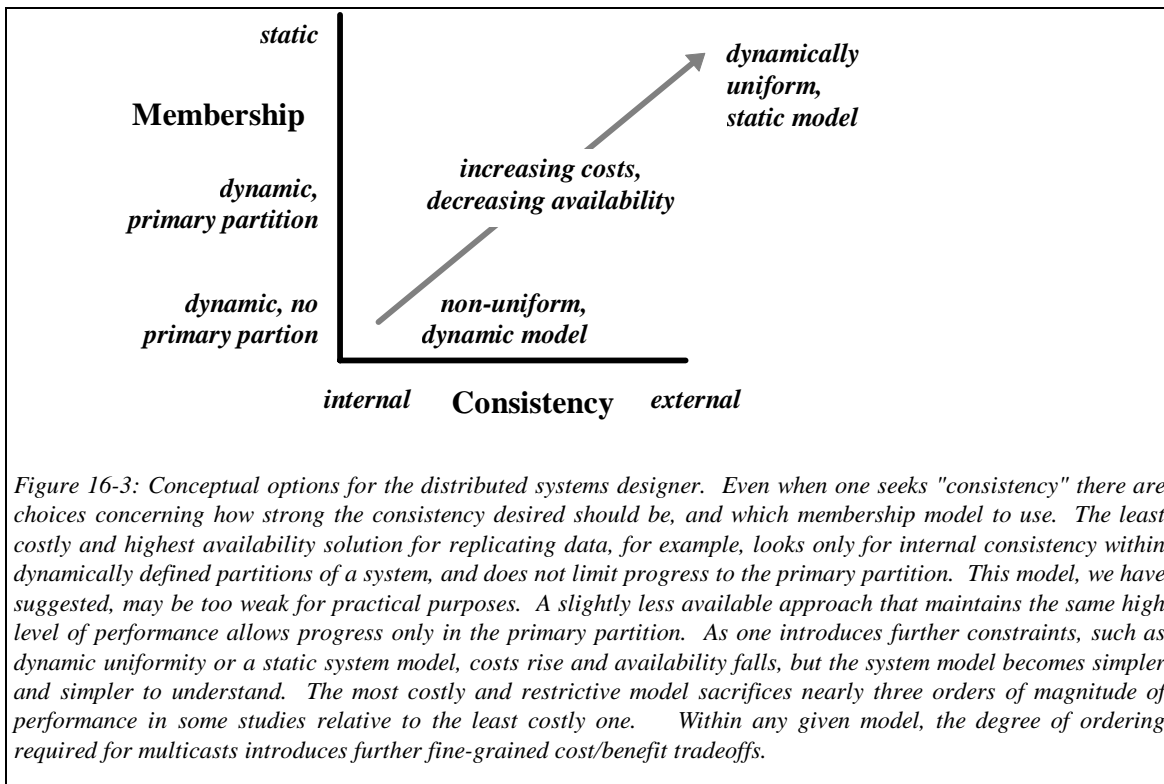 static
Membership
dynamic,
primary partition
dynamic, no
primary partion
dynamically
uniform,
static model
increasing costs,
decreasing availability
non-uniform,
dynamic model
internal Consistency external
Figure 16-3: Conceptual options for the distributed systems designer. Even when one seeks "consistency" there are
choices concerning how strong the consistency desired should be, and which membership model to use. The least
costly and highest availability solution for replicating data, for example, looks only for internal consistency within
dynamically defined partitions of a system, and does not limit progress to the primary partition. This model, we have
suggested, may be too weak for practical purposes. A slightly less available approach that maintains the same high
level of performance allows progress only in the primary partition. As one introduces further constraints, such as
dynamic uniformity or a static system model, costs rise and availability falls, but the system model becomes simpler
and simpler to understand. The most costly and restrictive model sacrifices nearly three orders of magnitude of
performance in some studies relative to the least costly one. Within any given model, the degree of ordering
required for multicasts introduces further fine-grained cost/benefit tradeoffs.